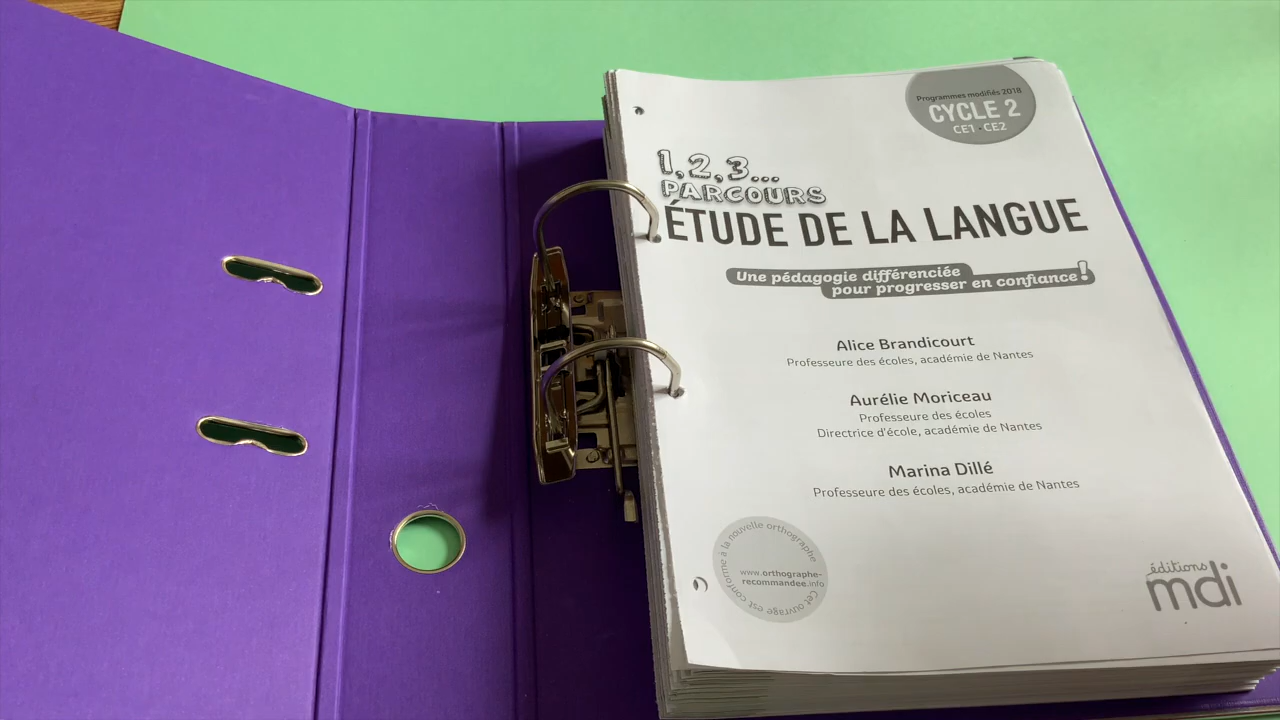 Programmes modifiés 2018
CYCLE 2
CE1 · CE2
1, 2, 3...
PARCOURS
ÉTUDE DE LA LANGUE
Une pédagogie différenciée
pour progresser en confiance !
Alice Brandicourt
Professeure des écoles, académie de Nantes
Aurélie Moriceau
Professeure des écoles
Directrice d'école, académie de Nantes
Marina Dillé
Professeure des écoles, académie de Nantes
Cet ouvrage est conforme à la nouvelle orthographe
www.orthographe-
recommandee.info
éditions
mdi